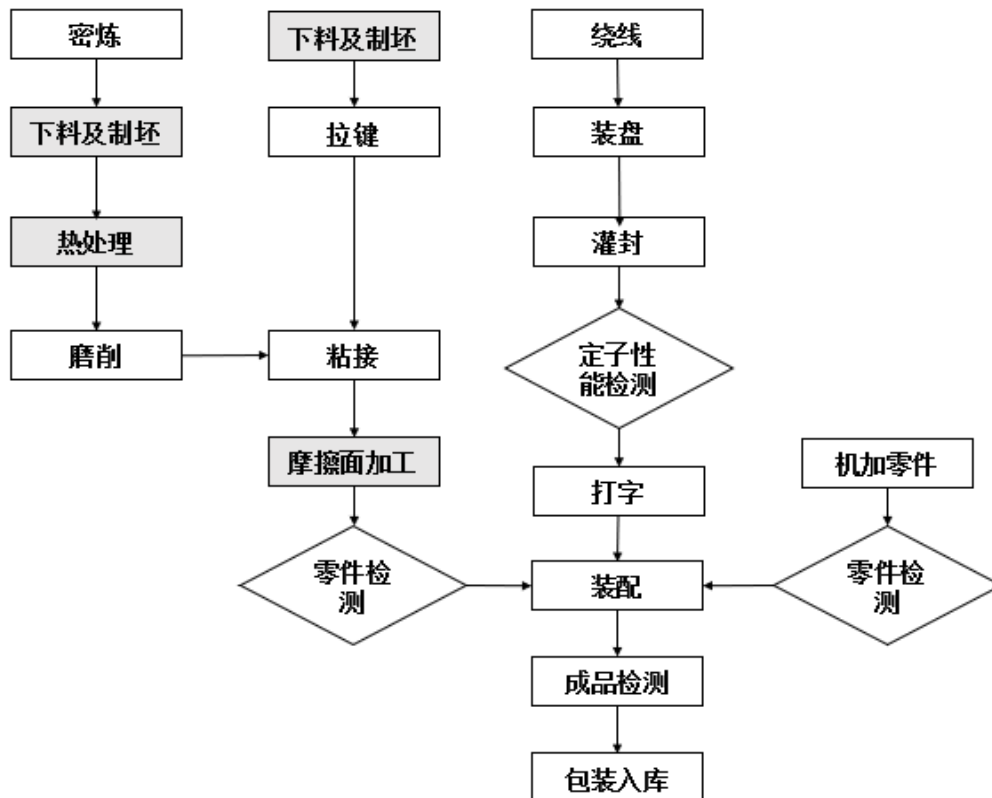 密炼
下料及制坯
绕线
下料及制坯
拉键
装盘
热处理
灌封
磨削
粘接
定子性
能检测
摩擦面加工
机加零件
打字
零件检
测
装配
零件检
测
成品检测
包装入库